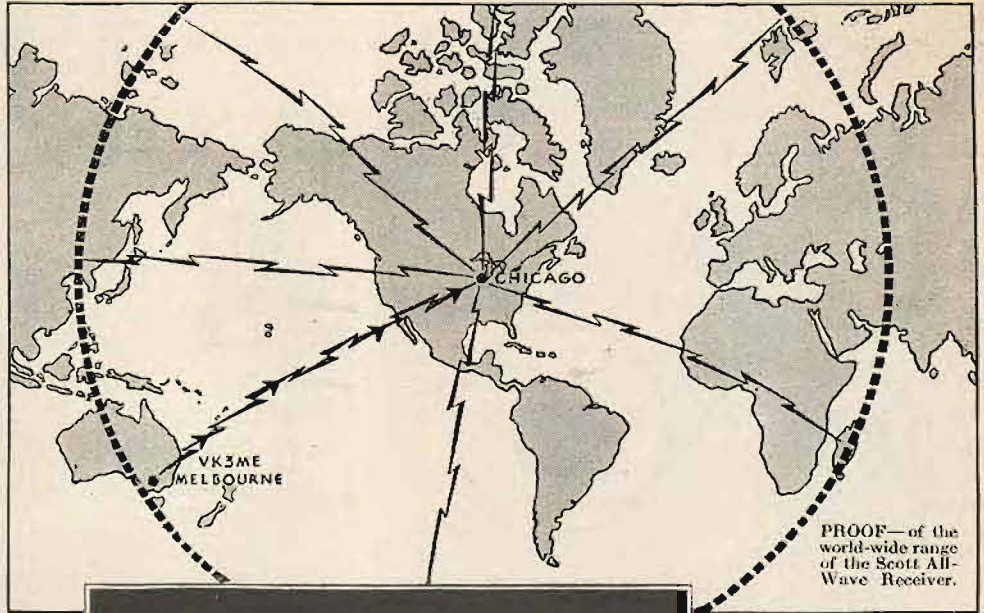 CHICAGO
VK3ME
MELBOURNE
PROOF—of the
world-wide range
of the Scott All-
Wave Receiver.